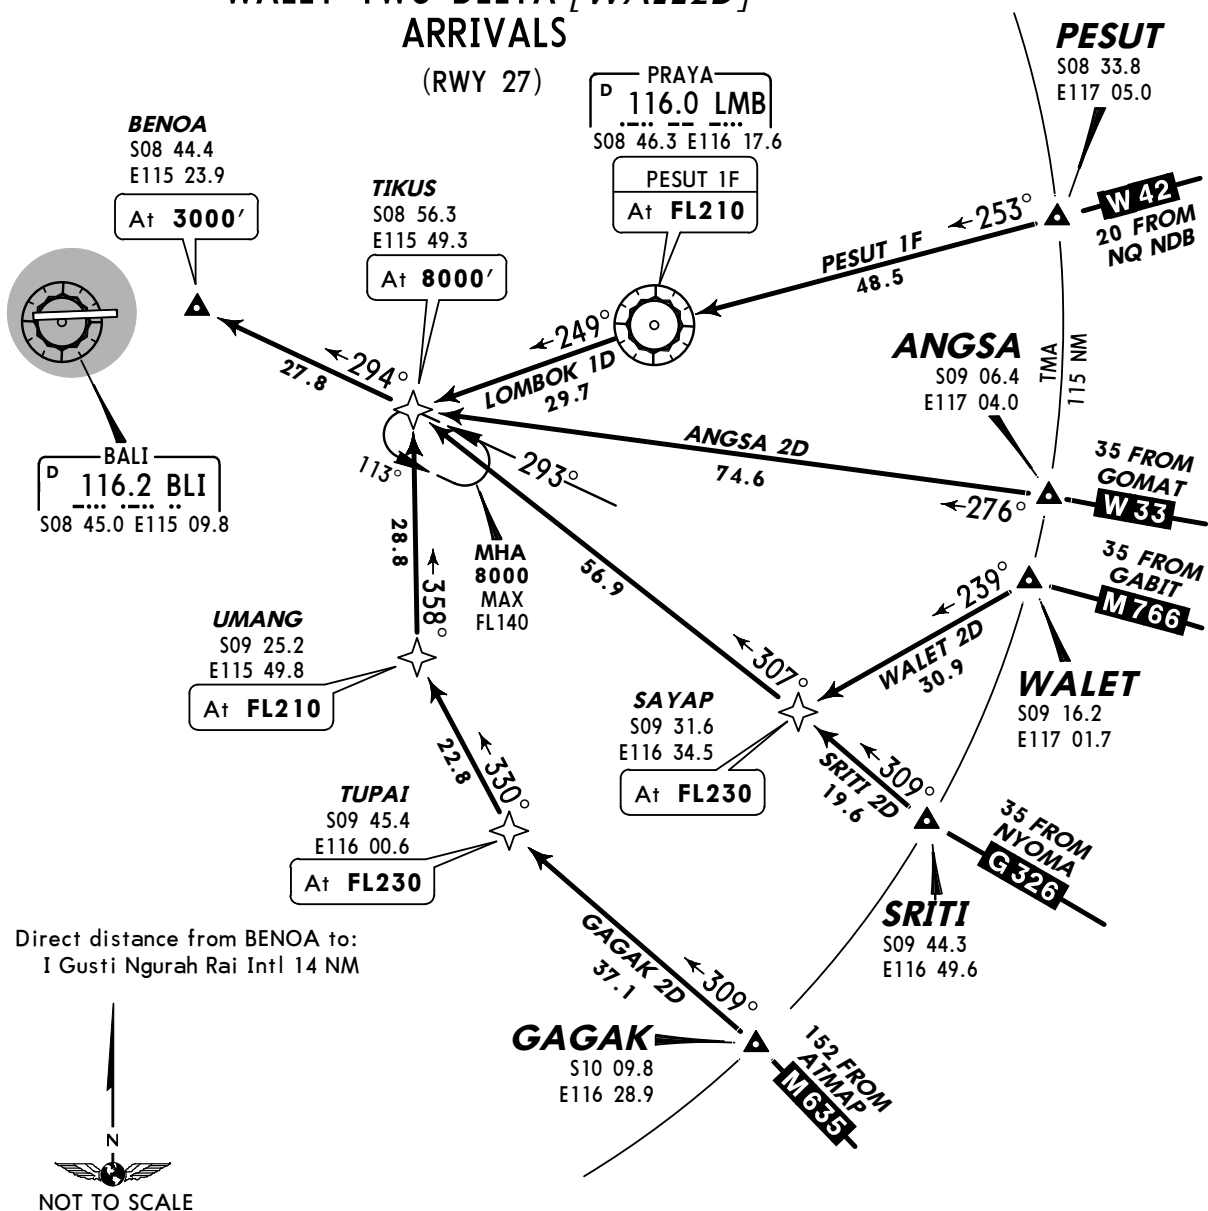 ARRIVALS
(RWY 27)
PESUT
S08 33.8
E117 05.0
W 42
20 FROM
NQ NDB
PRAYA
D 116.0 LMB
S08 46.3 E116 17.6
PESUT 1F
At FL210
BENOA
S08 44.4
E115 23.9
At 3000′
TIKUS
S08 56.3
E115 49.3
At 8000′
←253°
PESUT 1F
48.5
←249°
LOMBOK 1D
29.7
←294°
27.8
BALI
D 116.2 BLI
S08 45.0 E115 09.8
ANGSA
S09 06.4
E117 04.0
TMA
115 NM
ANGSA 2D
74.6
←276°
35 FROM
GOMAT
W 33
113°
293°
MHA
8000
MAX
FL140
28.8
←358°
56.9
←307°
35 FROM
GABIT
M 766
←239°
WALET 2D
30.9
WALET
S09 16.2
E117 01.7
UMANG
S09 25.2
E115 49.8
At FL210
SAYAP
S09 31.6
E116 34.5
At FL230
←309°
SRITI 2D
19.6
35 FROM
NYOMA
G 326
SRITI
S09 44.3
E116 49.6
22.8
←330°
TUPAI
S09 45.4
E116 00.6
At FL230
GAGAK 2D
37.1
←309°
GAGAK
S10 09.8
E116 28.9
152 FROM
ATMAP
M 635
Direct distance from BENOA to:
I Gusti Ngurah Rai Intl 14 NM
N
NOT TO SCALE